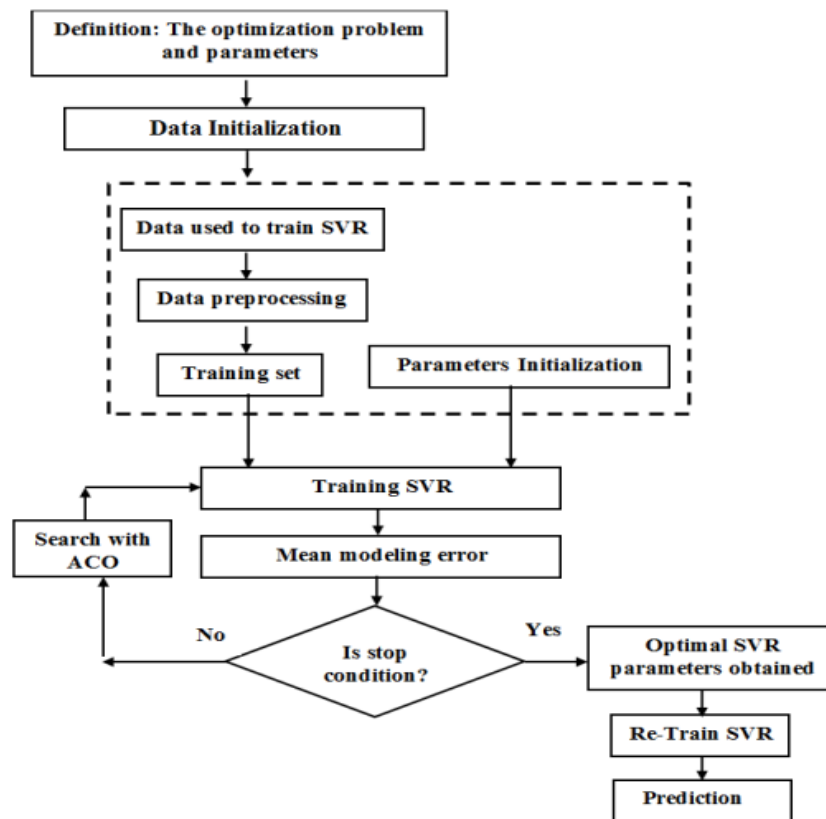 Definition: The optimization problem
and parameters
Data Initialization
Data used to train SVR
Data preprocessing
Training set
Parameters Initialization
Training SVR
Search with
ACO
Mean modeling error
No
Yes
Is stop
condition?
Optimal SVR
parameters obtained
Re-Train SVR
Prediction